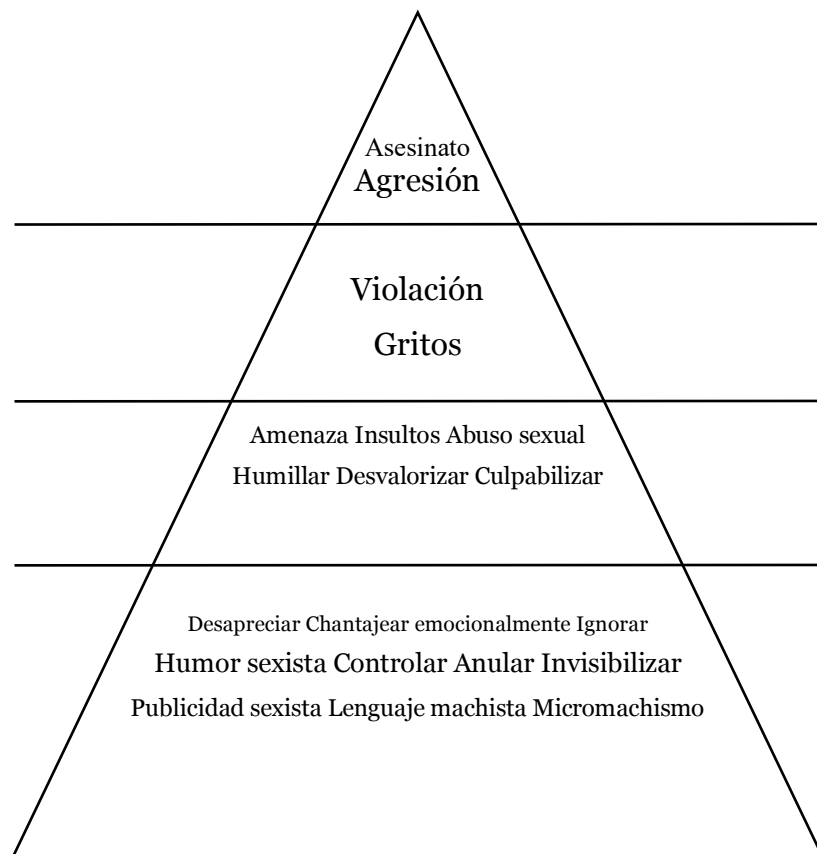 Asesinato
Agresión
Violación
Gritos
Amenaza Insultos Abuso sexual
Humillar Desvalorizar Culpabilizar
Desapreciar Chantajear emocionalmente Ignorar
Humor sexista Controlar Anular Invisibilizar
Publicidad sexista Lenguaje machista Micromachismo